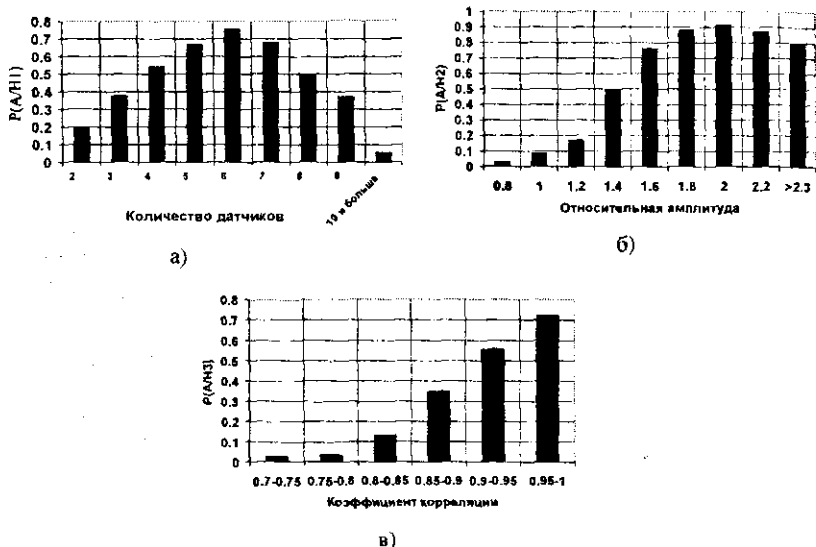 P(A/H1)
0.8
0.7
0.6
0.5
0.4
0.3
0.2
0.1
0
2 3 4 5 6 7 8 9 10 и больше
Количество датчиков
а)
P(A/H2)
1
0.9
0.8
0.7
0.6
0.5
0.4
0.3
0.2
0.1
0
0.8 1 1.2 1.4 1.6 1.8 2 2.2 >2.3
Относительная амплитуда
б)
P(A/H3)
0.8
0.7
0.6
0.5
0.4
0.3
0.2
0.1
0
0.7-0.75 0.75-0.8 0.8-0.85 0.85-0.9 0.9-0.95 0.95-1
Коэффициент корреляции
в)